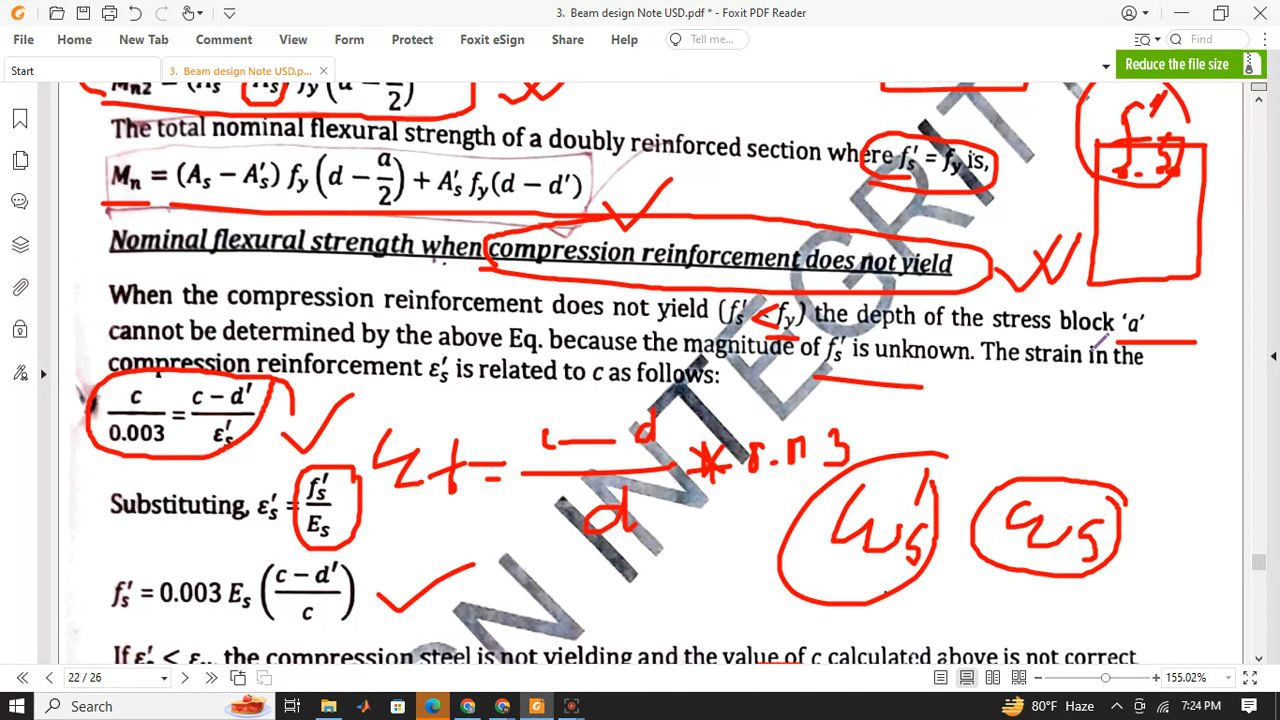 3. Beam design Note USD.pdf * - Foxit PDF Reader
File Home Comment View Form Protect Foxit eSign Share Help Tell me... Find
Start 3. Beam design Note USD.p... Reduce the file size
The total nominal flexural strength of a doubly reinforced section where f's = fy is,
Mn = (As − A's) fy (d − a/2) + A's fy(d − d')
Nominal flexural strength when compression reinforcement does not yield
When the compression reinforcement does not yield (f's < fy) the depth of the stress block 'a'
cannot be determined by the above Eq. because the magnitude of f's is unknown. The strain in the
compression reinforcement ε's is related to c as follows:
c/0.003 = (c − d')/ε's
Substituting, ε's = f's/Es
f's = 0.003 Es ((c − d')/c)
the compression steel is not yielding and the value of c calculated above is not correct
22 / 26 155.02%
Search 80°F Haze 7:24 PM